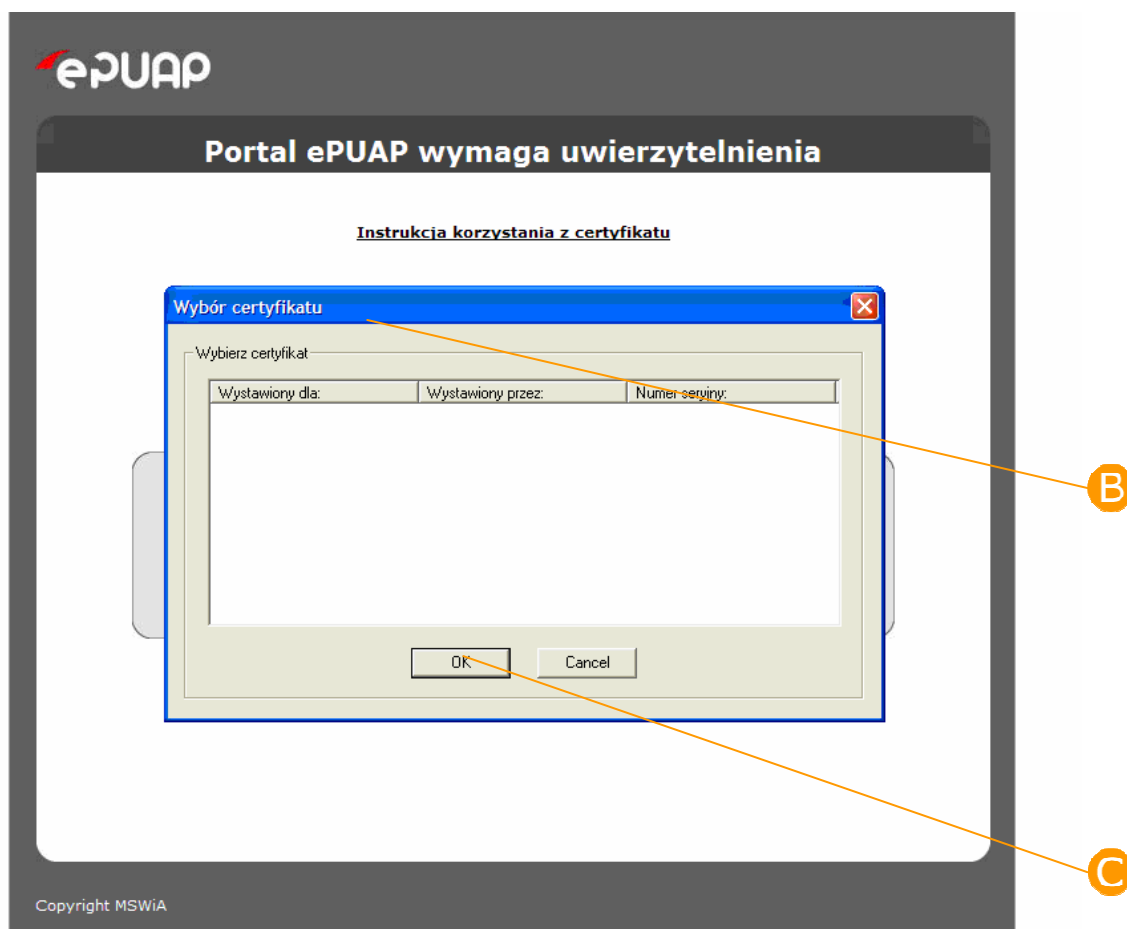 ePUAP
Portal ePUAP wymaga uwierzytelnienia
Instrukcja korzystania z certyfikatu
Wybór certyfikatu
Wybierz certyfikat
Wystawiony dla: Wystawiony przez: Numer seryjny:
B
OK Cancel
C
Copyright MSWiA